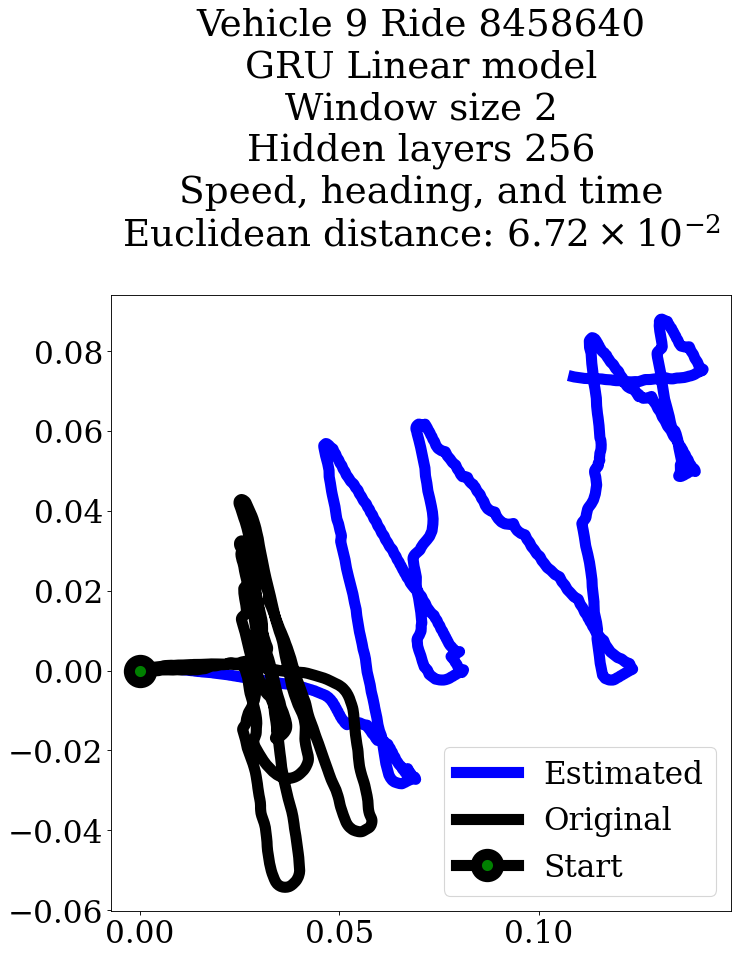 Vehicle 9 Ride 8458640
GRU Linear model
Window size 2
Hidden layers 256
Speed, heading, and time
Euclidean distance: 6.72 × 10⁻²
0.08
0.06
0.04
0.02
0.00
−0.02
−0.04
−0.06
0.00 0.05 0.10
Estimated
Original
Start